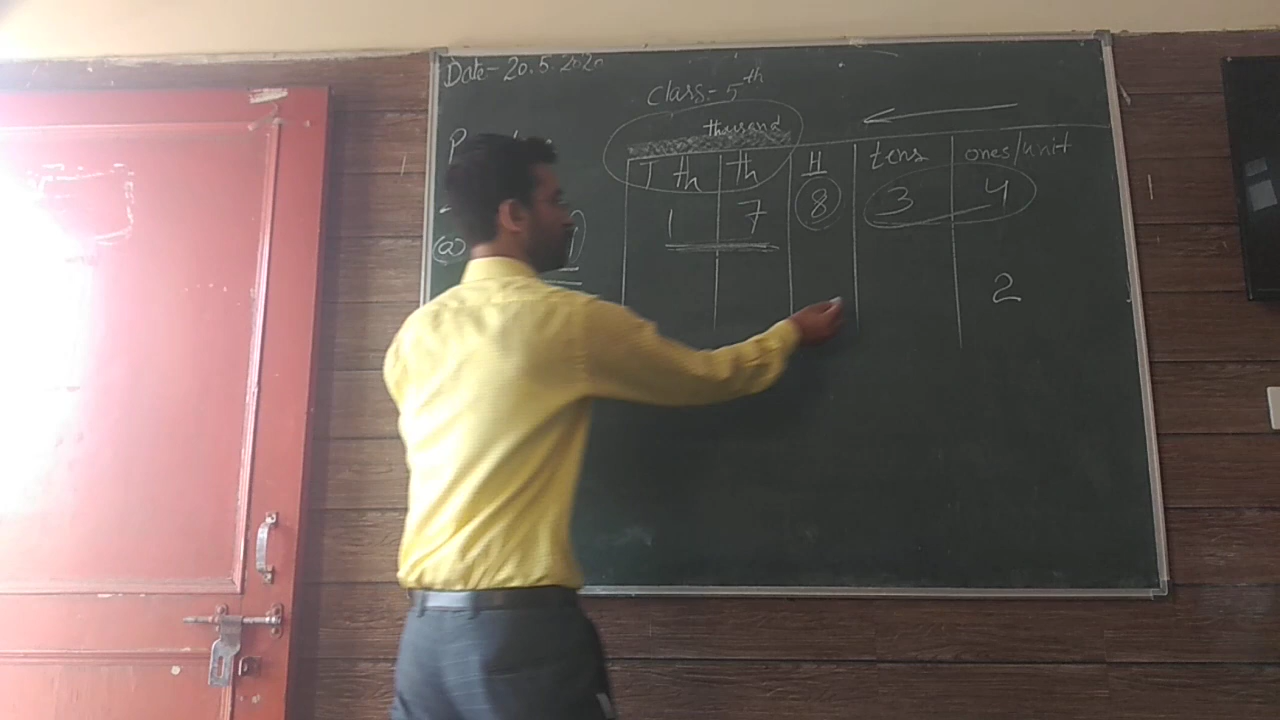 Date- 20.5.2020
Class:- 5th
thousand
T th th H tens ones/unit
1 7 8 3 4
(a)
2